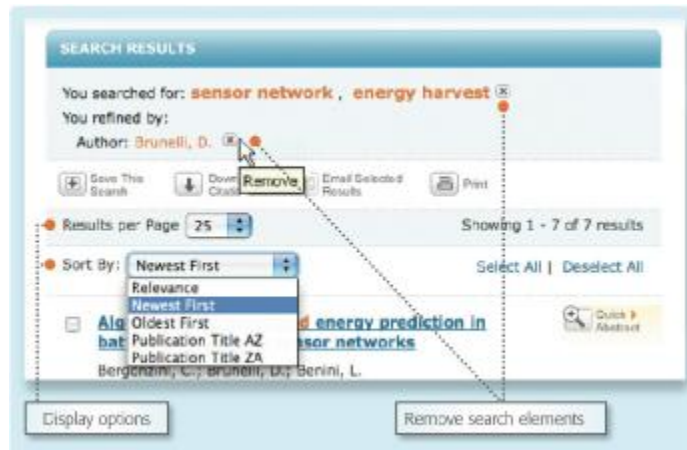 SEARCH RESULTS
You searched for: sensor network , energy harvest
You refined by:
Author: Brunelli, D.
Save This
Search
Remove
Email Selected
Results
Print
Results per Page 25
Showing 1 - 7 of 7 results
Sort By: Newest First
Select All | Deselect All
Relevance
Newest First
Oldest First
Publication Title AZ
Publication Title ZA
energy prediction in
networks
Quick
Abstract
Bergonzini, C.; Brunelli, D.; Benini, L.
Display options
Remove search elements